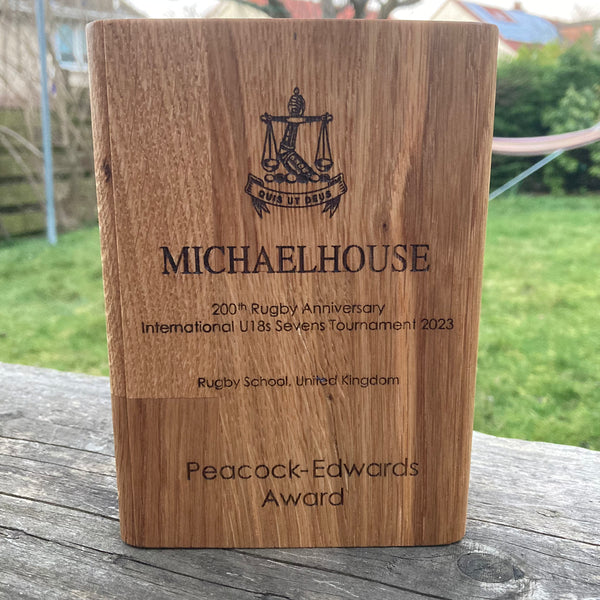 QUIS UT DEUS
MICHAELHOUSE
200th Rugby Anniversary
International U18s Sevens Tournament 2023
Rugby School, United Kingdom
Peacock-Edwards
Award